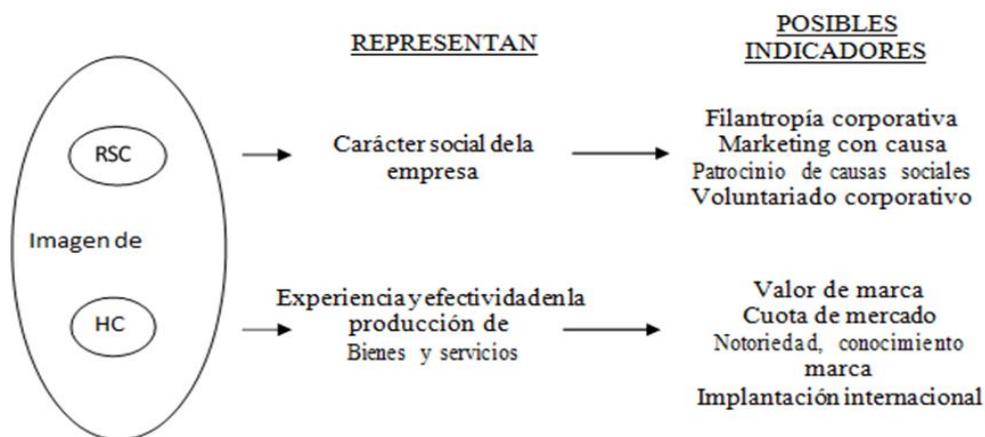 REPRESENTAN
POSIBLES
INDICADORES
RSC
Carácter social de la
empresa
Filantropía corporativa
Marketing con causa
Patrocinio de causas sociales
Voluntariado corporativo
Imagen de
HC
Experiencia y efectividad en la
producción de
Bienes y servicios
Valor de marca
Cuota de mercado
Notoriedad, conocimiento
marca
Implantación internacional